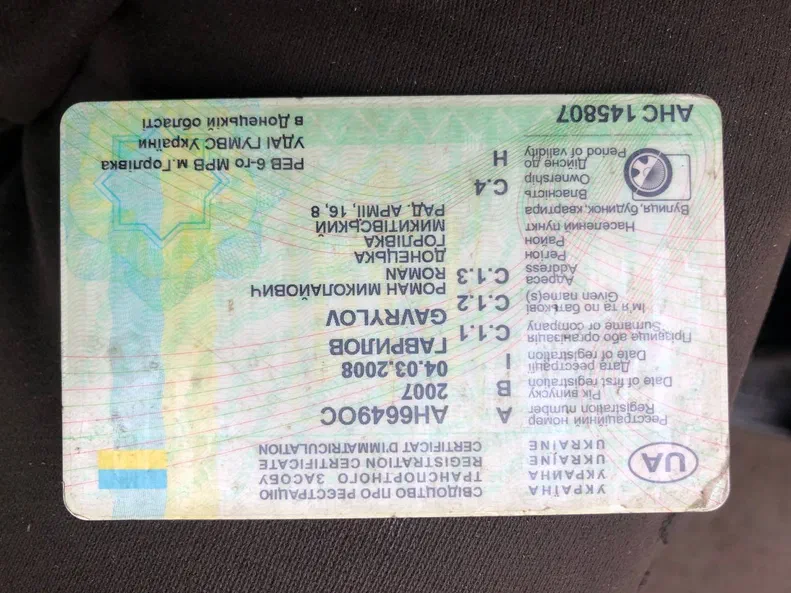 УКРАЇНА
УКРАИНА
UKRAINE
UKRAINE
UA
СВІДОЦТВО ПРО РЕЄСТРАЦІЮ
ТРАНСПОРТНОГО ЗАСОБУ
REGISTRATION CERTIFICATE
CERTIFICAT D'IMMATRICULATION
Реєстраційний номер
Registration number
A
АН6649ОС
Рік випуску
B
2007
Date of first registration
Дата реєстрації
I
04.03.2008
Date of registration
Прізвище або організація
C.1.1
ГАВРИЛОВ
Surname or company
GAVRYLOV
Ім'я та по батькові
C.1.2
РОМАН МИКОЛАЙОВИЧ
Given name(s)
ROMAN
Адреса
C.1.3
Address
Регіон
ДОНЕЦЬКА
Район
ГОРЛІВКА
Населений пункт
МИКИТІВСЬКИЙ
Вулиця, будинок, квартира
РАД. АРМІЇ, 16, 8
Власність
C.4
Ownership
Дійсне до
H
Period of validity
РЕВ 6-го МРВ м.Горлівка
УДАІ ГУМВС України
в Донецькій області
АНС 145807